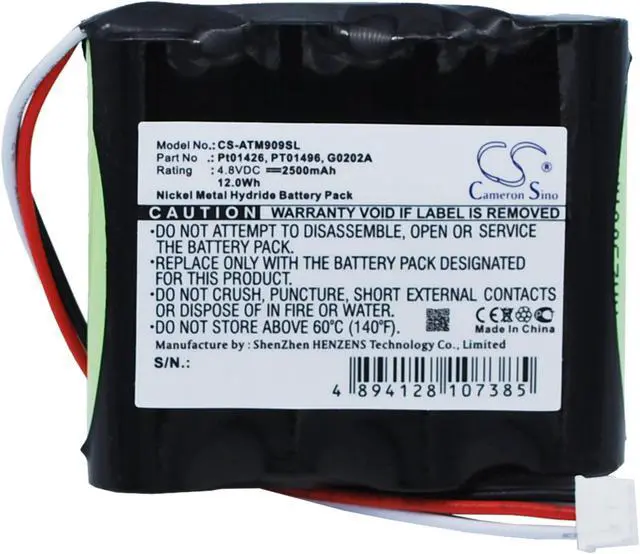 Model No.: CS-ATM909SL
Part No : Pt01426, PT01496, G0202A
Rating : 4.8VDC 2500mAh
12.0Wh
Nickel Metal Hydride Battery Pack
CS
Cameron Sino
CAUTION WARRANTY VOID IF LABEL IS REMOVED
•DO NOT ATTEMPT TO DISASSEMBLE, OPEN OR SERVICE
THE BATTERY PACK.
•REPLACE ONLY WITH THE BATTERY DESIGNATED
FOR THIS PRODUCT.
•DO NOT CRUSH, PUNCTURE, SHORT EXTERNAL CONTACTS
OR DISPOSE OF IN FIRE OR WATER.
•DO NOT STORE ABOVE 60°C (140°F)
CE
Made In China
Manufacture by : ShenZhen HENZENS Technology Co., Limited
S/N.:
4 894128 107385